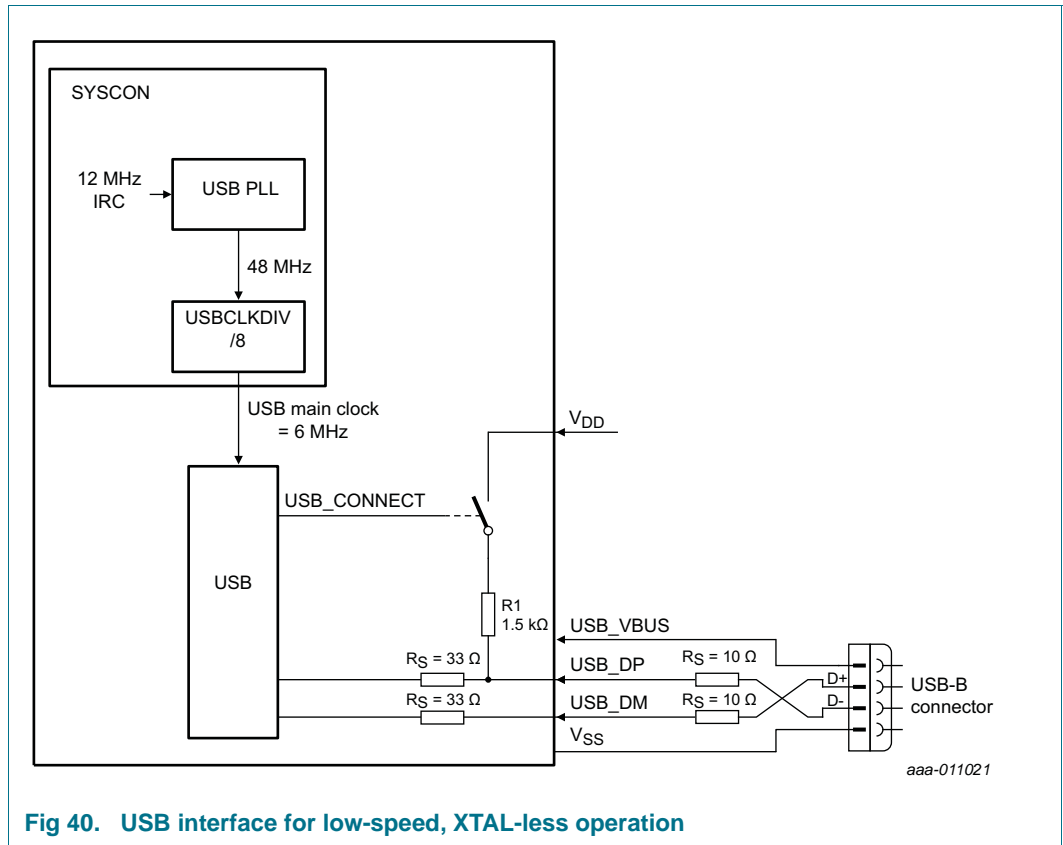 SYSCON
12 MHz
IRC
USB PLL
48 MHz
USBCLKDIV
/8
USB main clock
= 6 MHz
VDD
USB_CONNECT
USB
R1
1.5 kΩ
USB_VBUS
RS = 33 Ω
USB_DP
RS = 10 Ω
D+
USB-B
connector
RS = 33 Ω
USB_DM
RS = 10 Ω
D-
VSS
aaa-011021
Fig 40. USB interface for low-speed, XTAL-less operation